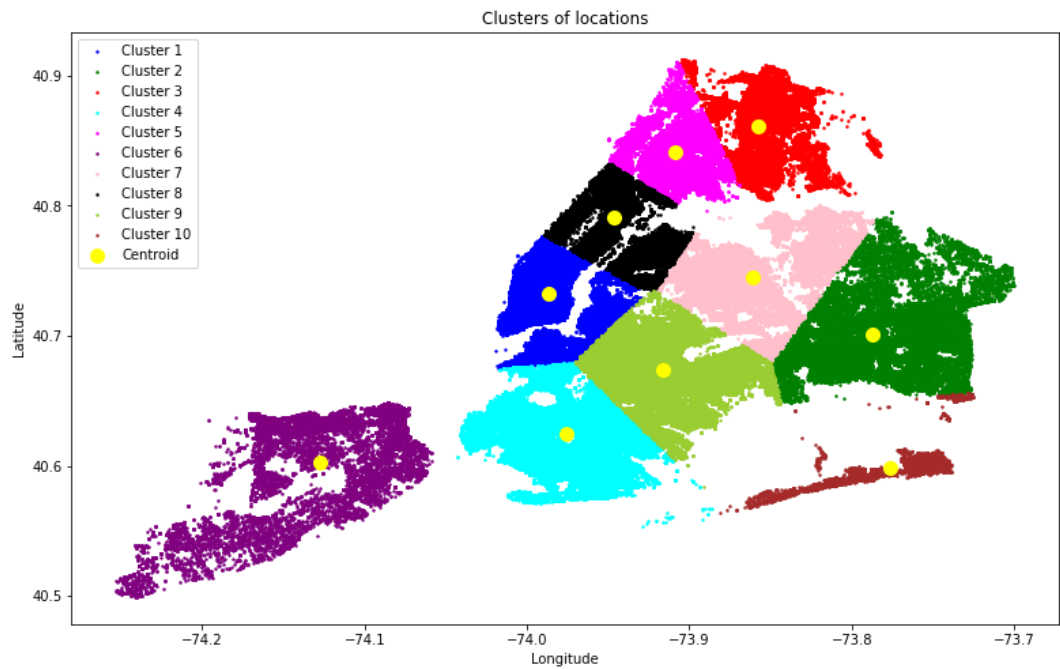 Clusters of locations
Cluster 1
Cluster 2
Cluster 3
Cluster 4
Cluster 5
Cluster 6
Cluster 7
Cluster 8
Cluster 9
Cluster 10
Centroid
Latitude
40.9
40.8
40.7
40.6
40.5
−74.2 −74.1 −74.0 −73.9 −73.8 −73.7
Longitude